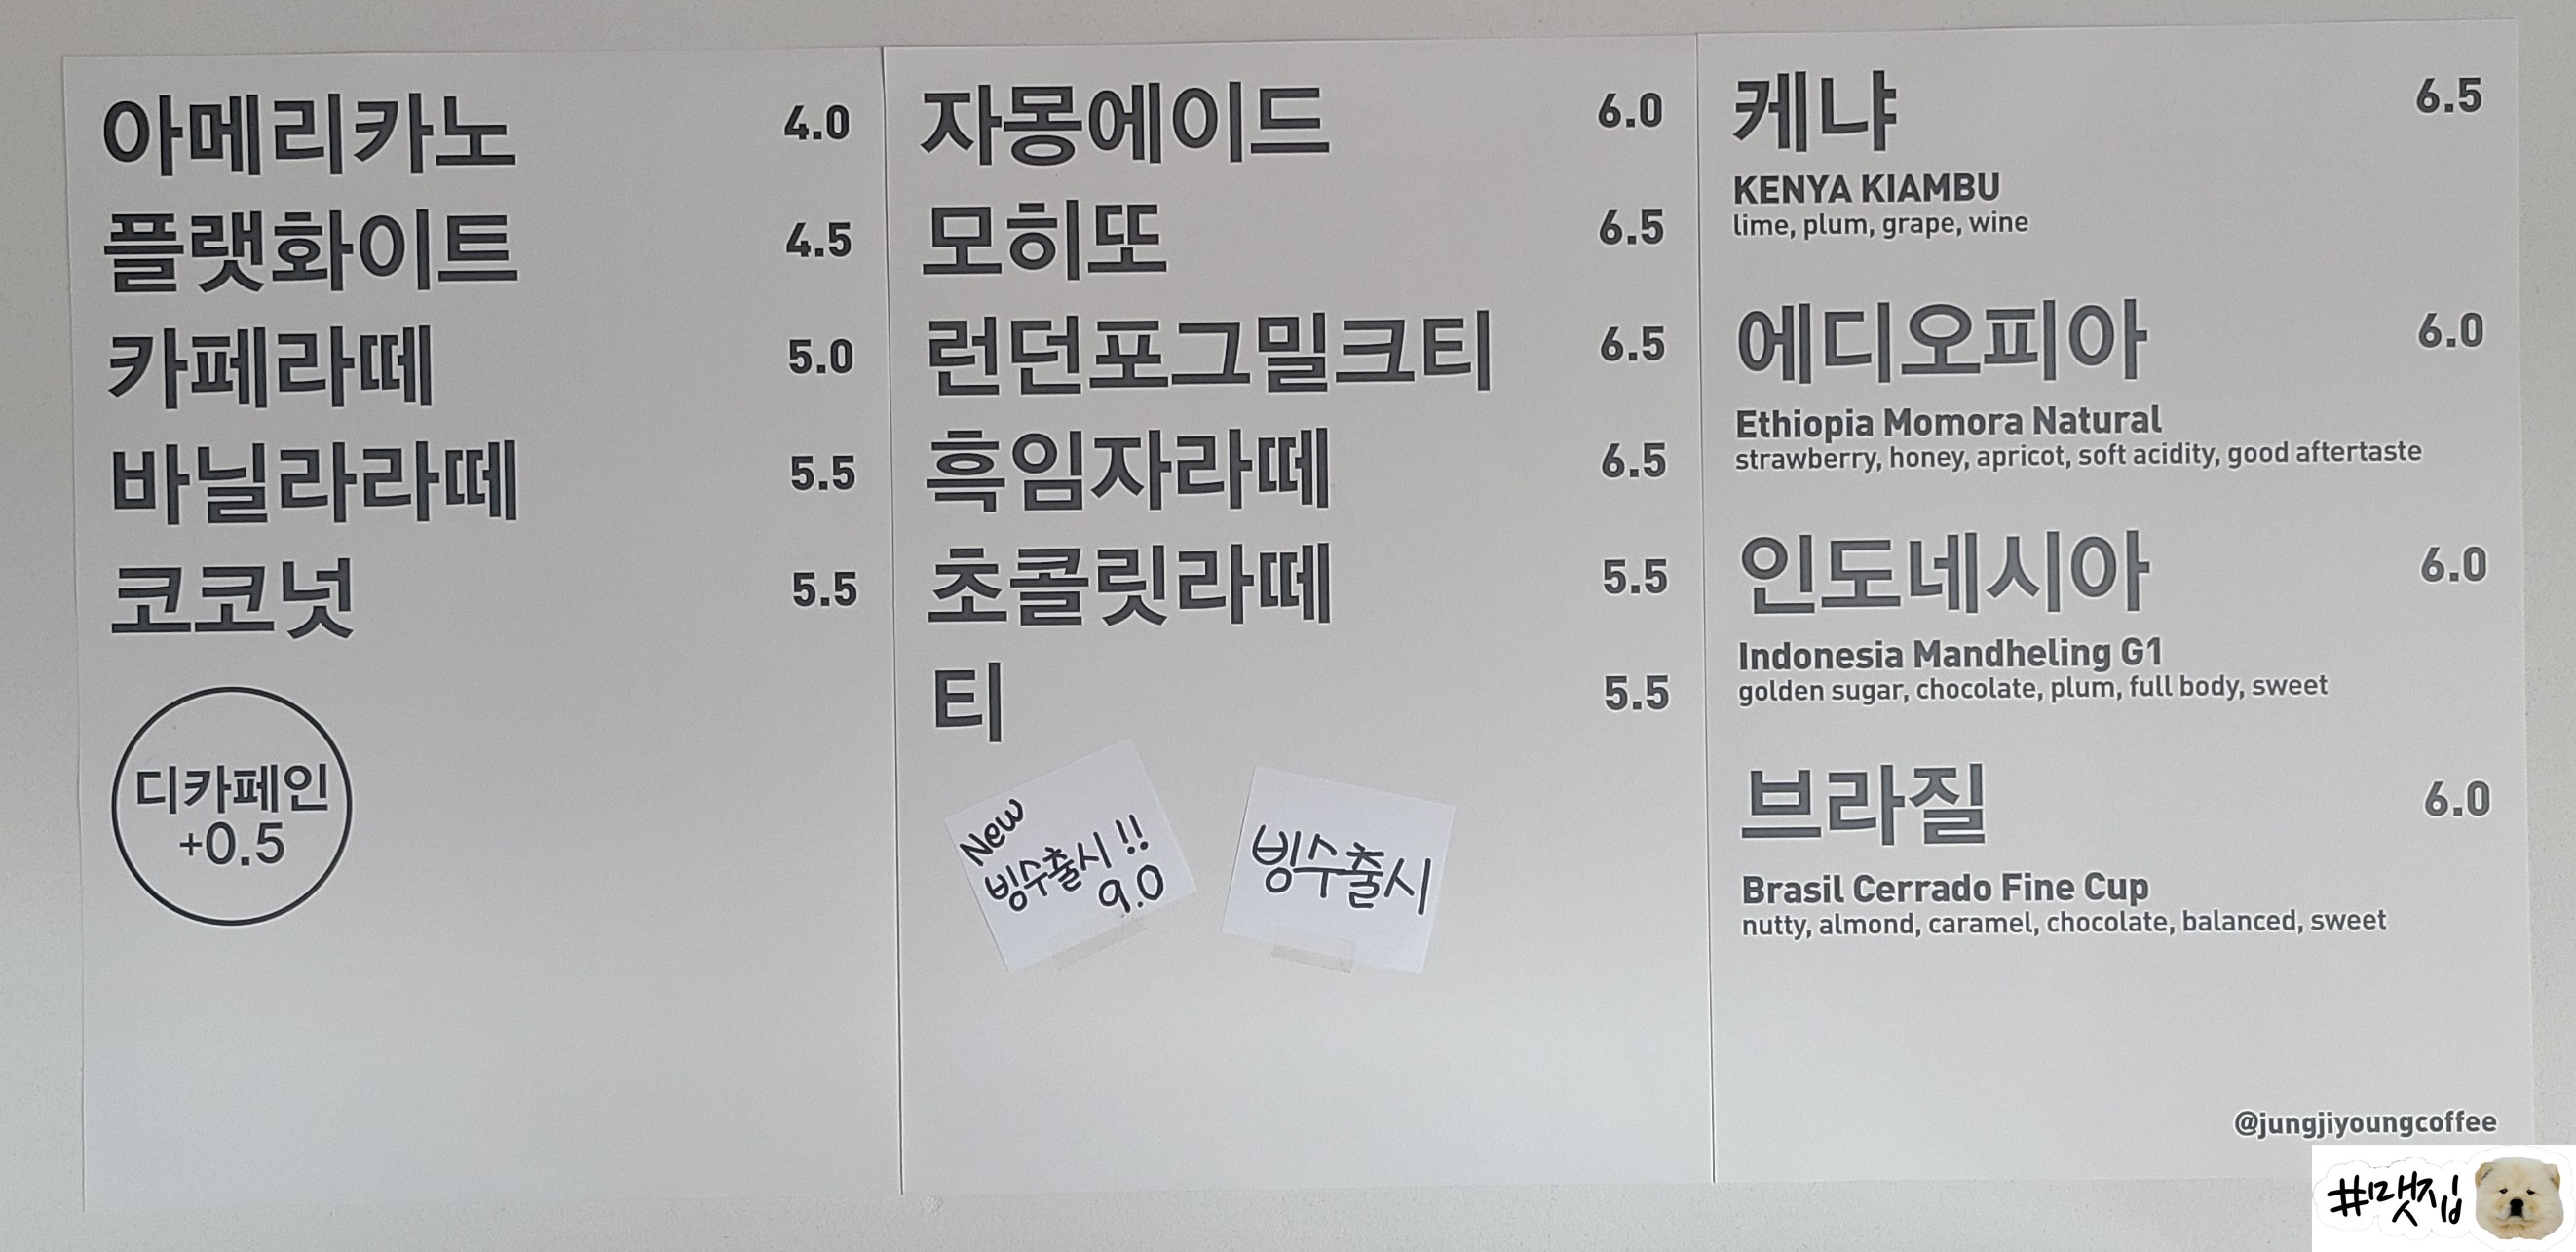 아메리카노 4.0
플랫화이트 4.5
카페라떼 5.0
바닐라라떼 5.5
코코넛 5.5
디카페인
+0.5
자몽에이드 6.0
모히또 6.5
런던포그밀크티 6.5
흑임자라떼 6.5
초콜릿라떼 5.5
티 5.5
New
빙수출시!!
9.0
빙수출시
케냐 6.5
KENYA KIAMBU
lime, plum, grape, wine
에디오피아 6.0
Ethiopia Momora Natural
strawberry, honey, apricot, soft acidity, good aftertaste
인도네시아 6.0
Indonesia Mandheling G1
golden sugar, chocolate, plum, full body, sweet
브라질 6.0
Brasil Cerrado Fine Cup
nutty, almond, caramel, chocolate, balanced, sweet
@jungjiyoungcoffee
#맛집